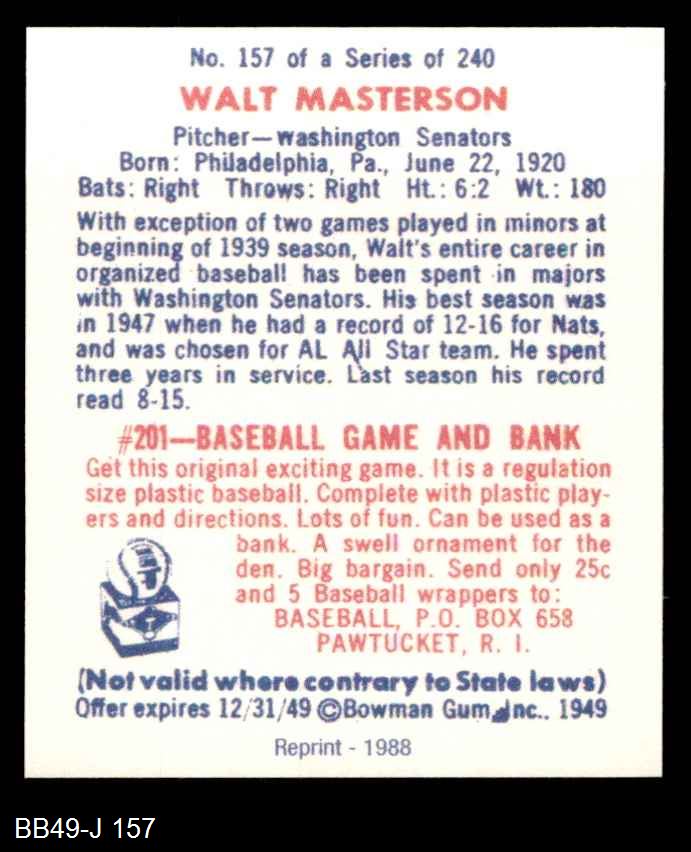 No. 157 of a Series of 240
WALT MASTERSON
Pitcher—Washington Senators
Born: Philadelphia, Pa., June 22, 1920
Bats: Right Throws: Right Ht.: 6:2 Wt.: 180
With exception of two games played in minors at
beginning of 1939 season, Walt's entire career in
organized baseball has been spent in majors
with Washington Senators. His best season was
in 1947 when he had a record of 12-16 for Nats,
and was chosen for AL All Star team. He spent
three years in service. Last season his record
read 8-15.
#201—BASEBALL GAME AND BANK
Get this original exciting game. It is a regulation
size plastic baseball. Complete with plastic play-
ers and directions. Lots of fun. Can be used as a
bank. A swell ornament for the
den. Big bargain. Send only 25c
and 5 Baseball wrappers to:
BASEBALL, P.O. BOX 658
PAWTUCKET, R. I.
(Not valid where contrary to State laws)
Offer expires 12/31/49 ©Bowman Gum, Inc., 1949
Reprint - 1988
BB49-J 157